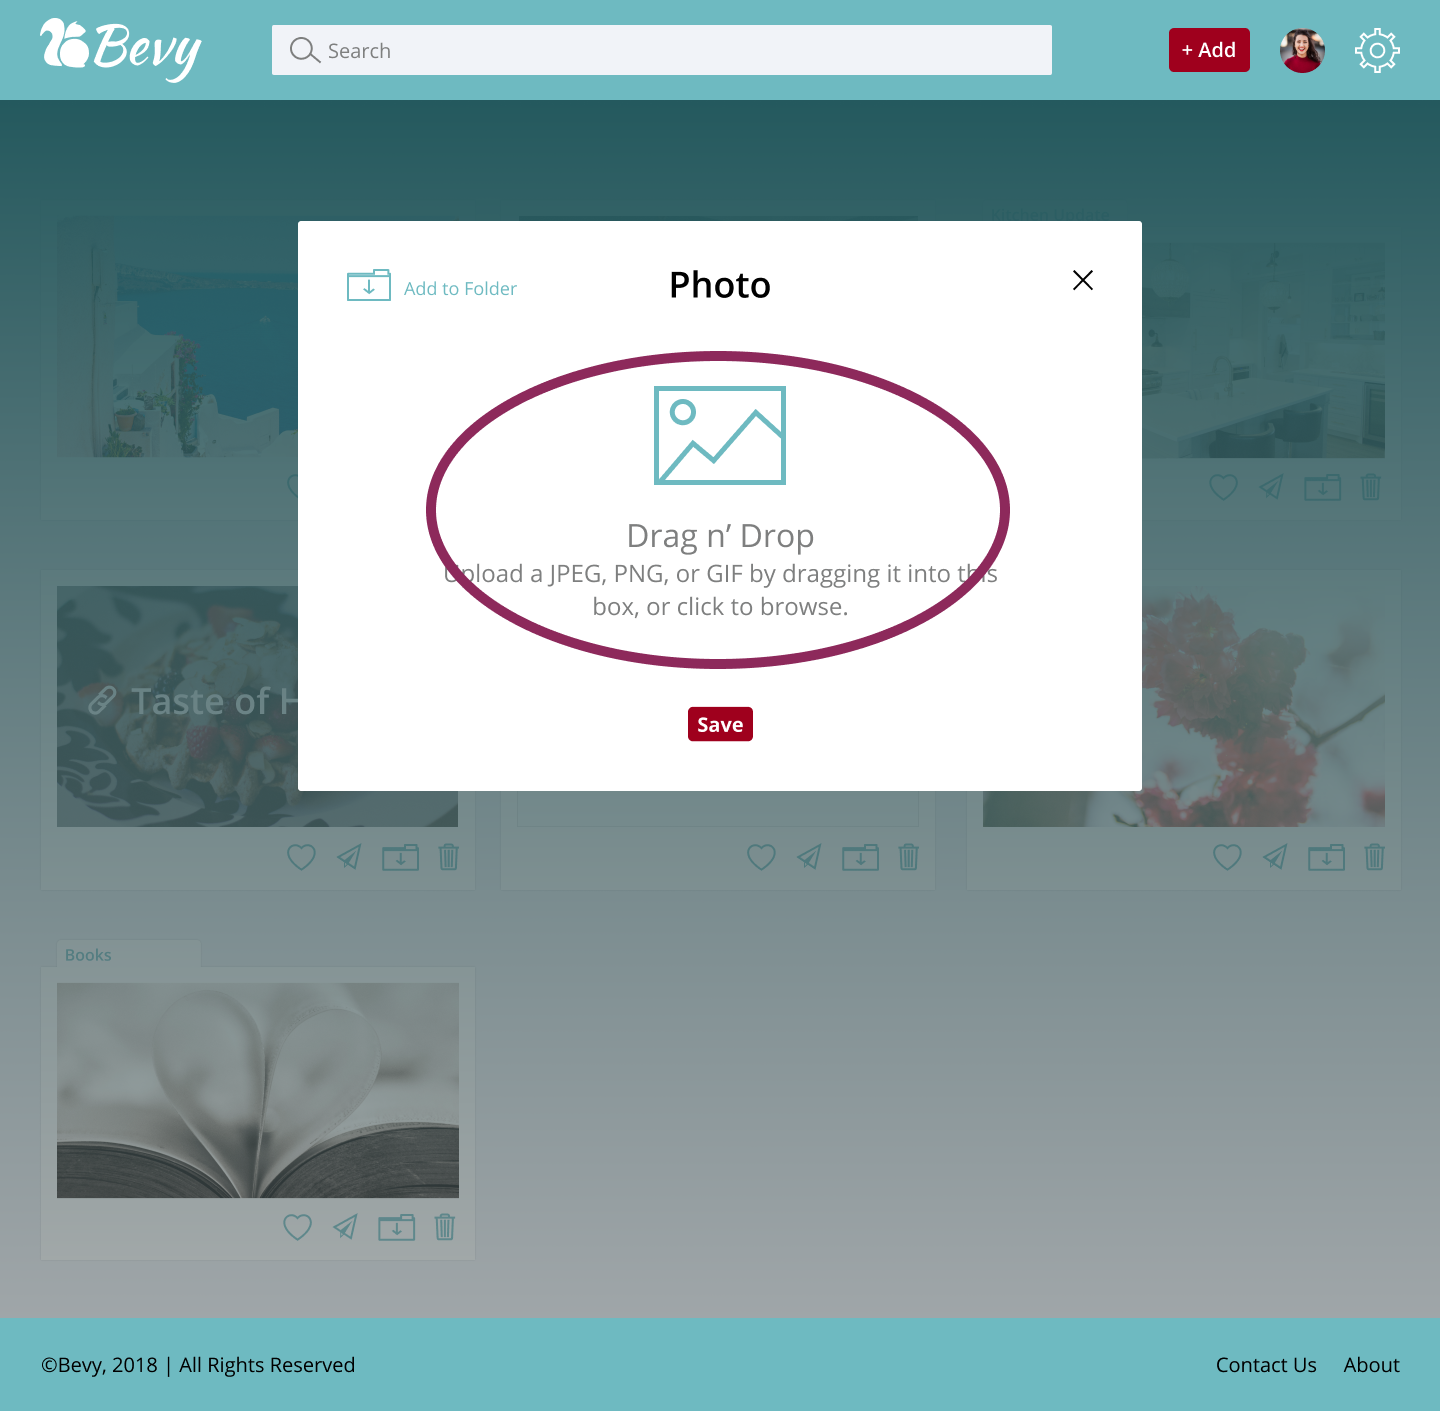 Bevy
Search
+ Add
Add to Folder
Photo
Drag n’ Drop
Upload a JPEG, PNG, or GIF by dragging it into this
box, or click to browse.
Taste of H
Save
Books
©Bevy, 2018 | All Rights Reserved
Contact Us
About